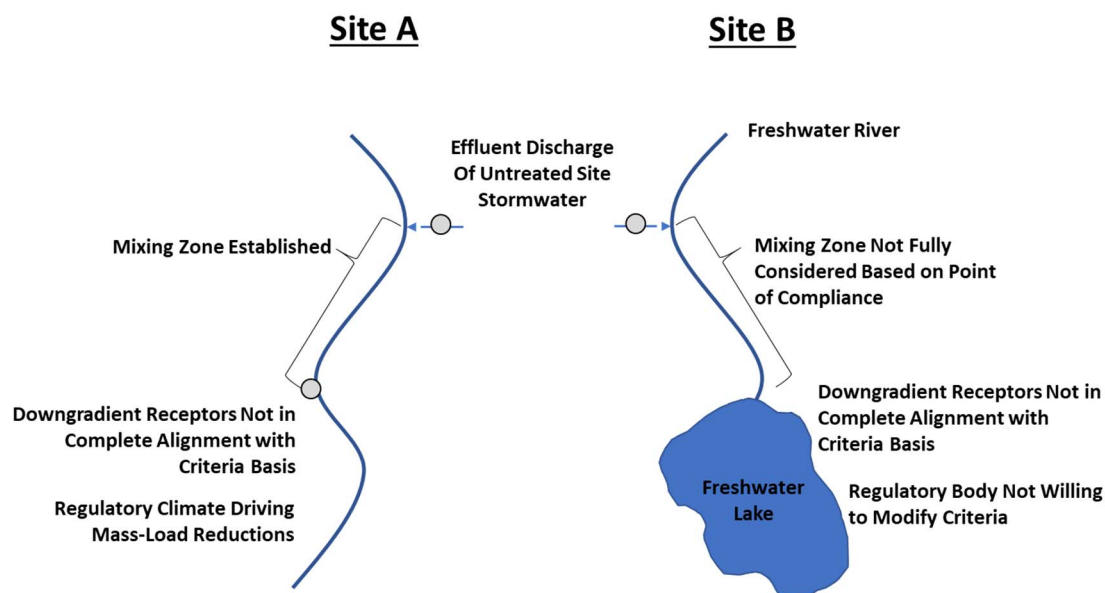 Site A
Site B
Effluent Discharge
Of Untreated Site
Stormwater
Freshwater River
Mixing Zone Established
Mixing Zone Not Fully
Considered Based on Point
of Compliance
Downgradient Receptors Not in
Complete Alignment with
Criteria Basis
Regulatory Climate Driving
Mass-Load Reductions
Downgradient Receptors Not in
Complete Alignment with
Criteria Basis
Freshwater
Lake
Regulatory Body Not Willing
to Modify Criteria